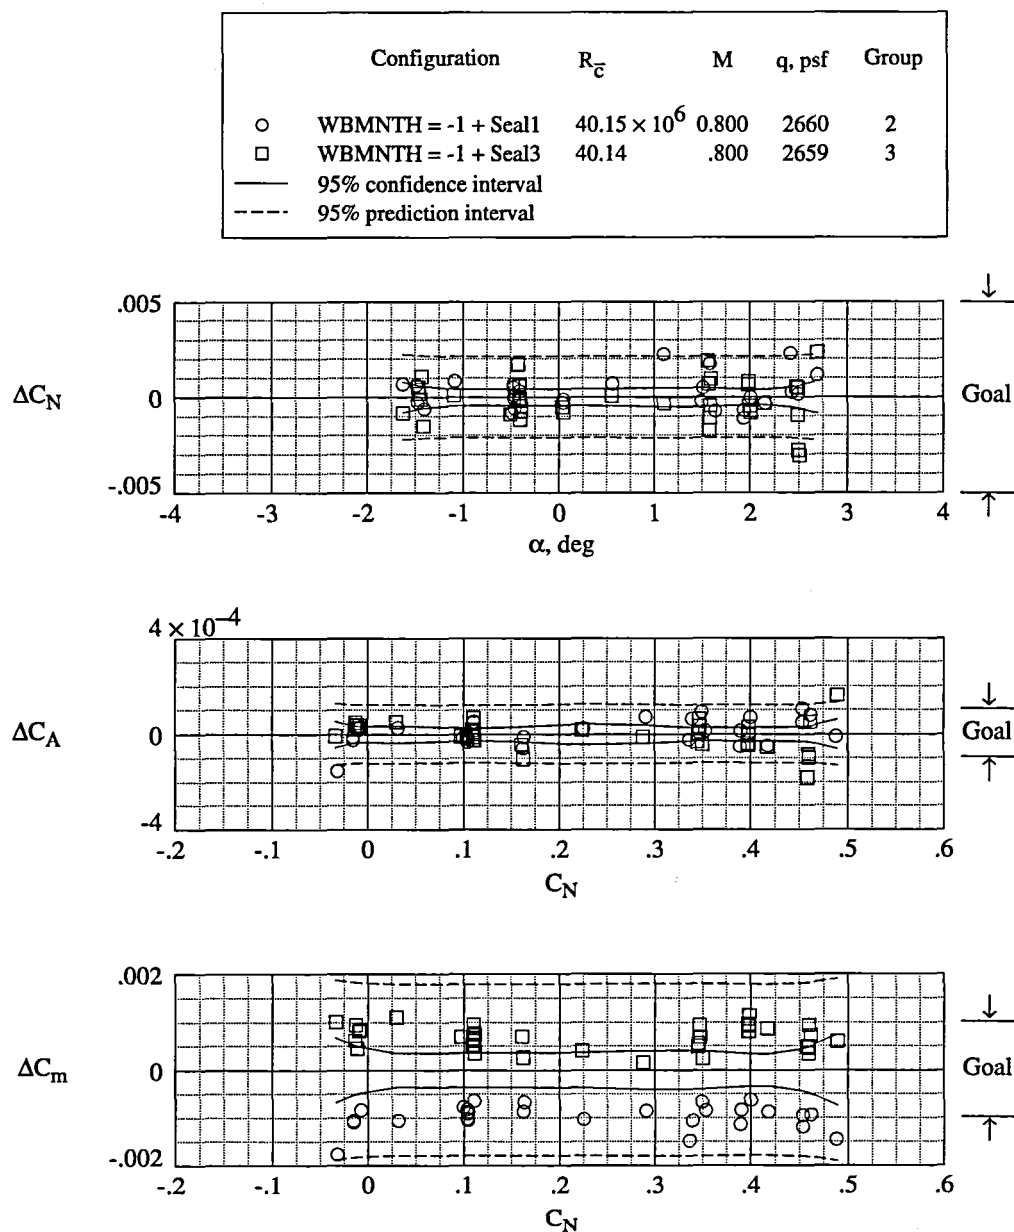 Configuration R_c̄ M q, psf Group
WBMNTH = -1 + Seal1 40.15 × 10^6 0.800 2660 2
WBMNTH = -1 + Seal3 40.14 .800 2659 3
95% confidence interval
95% prediction interval
.005
ΔC_N
0
-.005
Goal
-4 -3 -2 -1 0 1 2 3 4
α, deg
4 × 10^-4
ΔC_A
0
-4
Goal
-.2 -.1 0 .1 .2 .3 .4 .5 .6
C_N
.002
ΔC_m
0
-.002
Goal
-.2 -.1 0 .1 .2 .3 .4 .5 .6
C_N